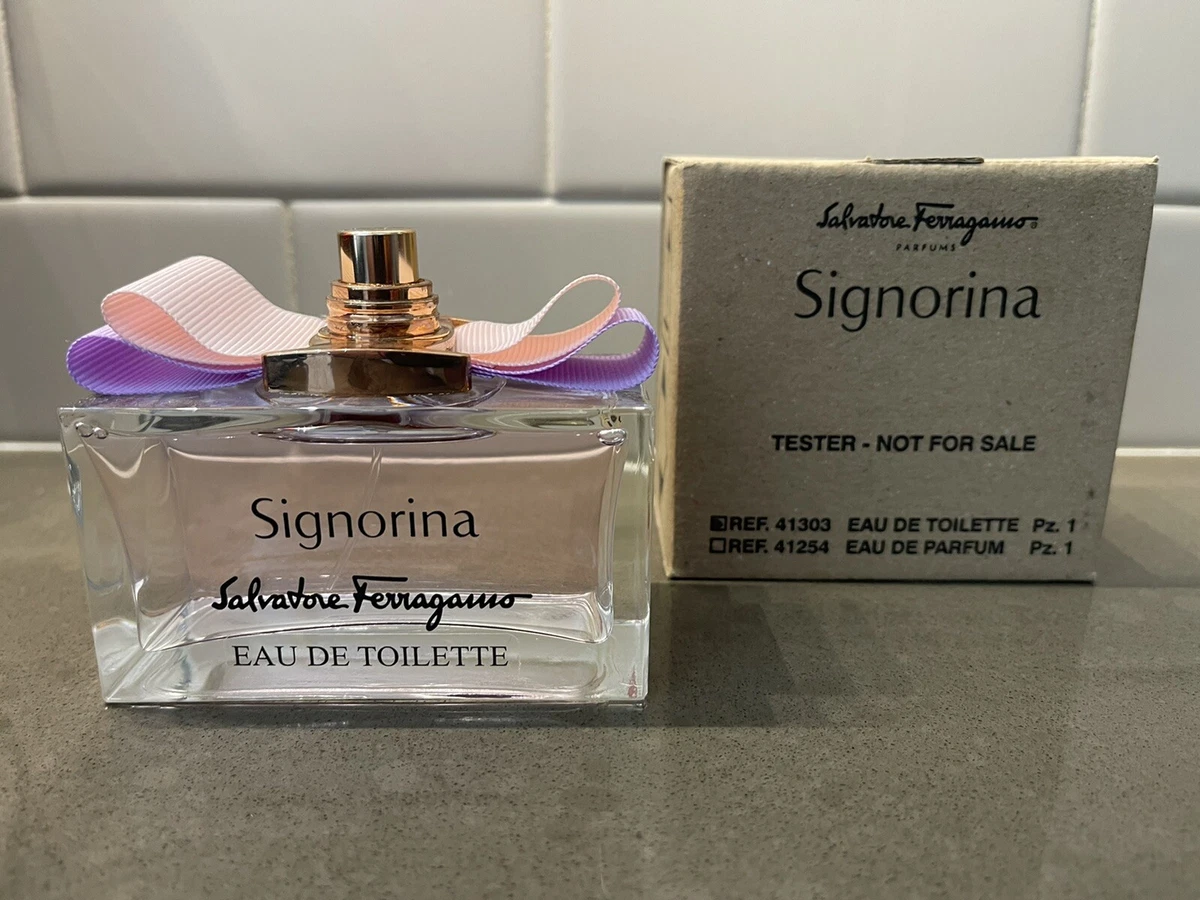 Signorina
Salvatore Ferragamo
EAU DE TOILETTE
Salvatore Ferragamo
PARFUMS
Signorina
TESTER - NOT FOR SALE
REF. 41303 EAU DE TOILETTE Pz. 1
REF. 41254 EAU DE PARFUM Pz. 1